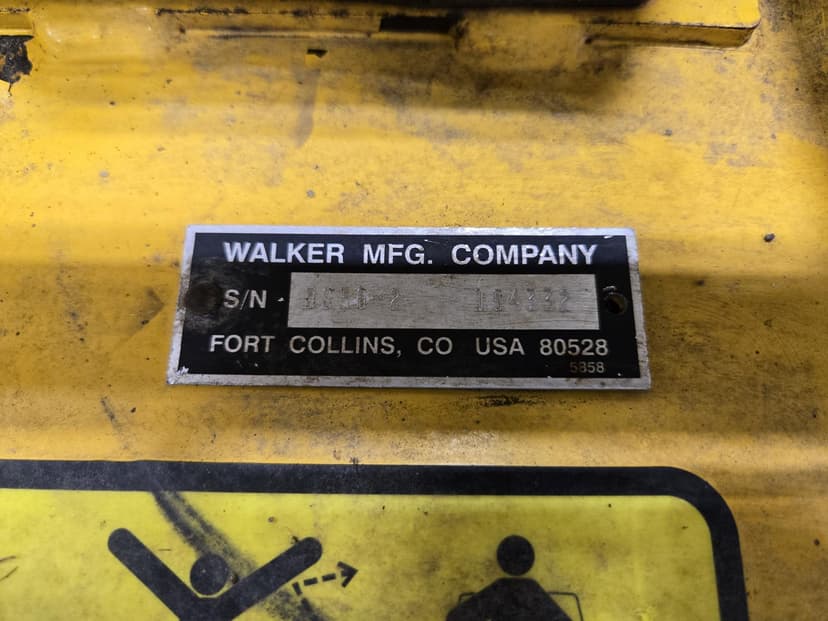 WALKER MFG. COMPANY
S/N
FORT COLLINS, CO USA 80528
5858